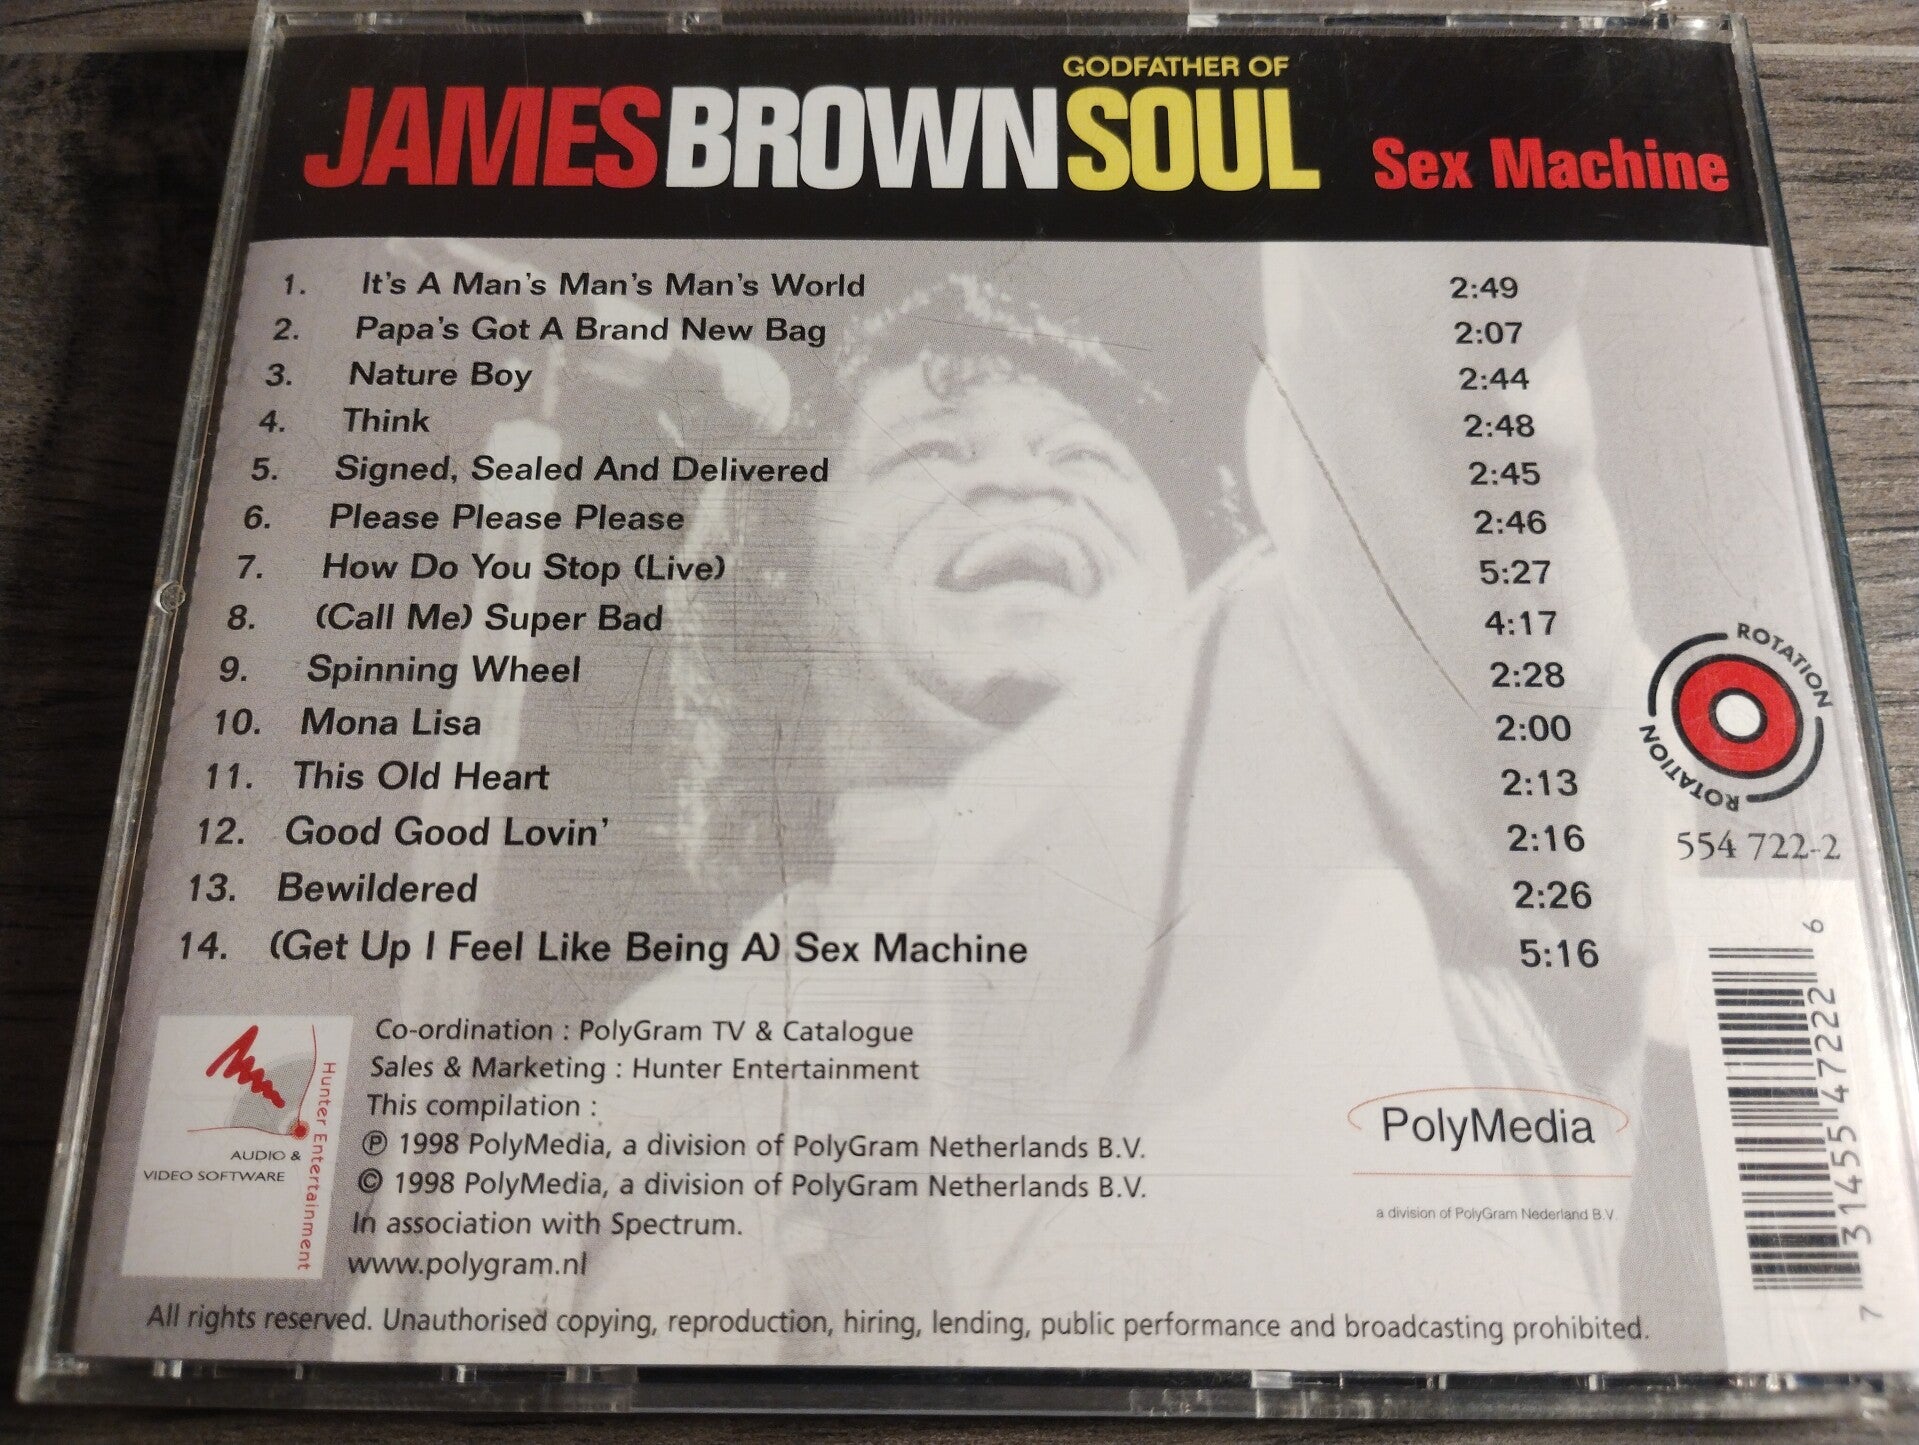 GODFATHER OF
JAMES BROWN SOUL Sex Machine
1. It's A Man's Man's Man's World 2:49
2. Papa's Got A Brand New Bag 2:07
3. Nature Boy 2:44
4. Think 2:48
5. Signed, Sealed And Delivered 2:45
6. Please Please Please 2:46
7. How Do You Stop (Live) 5:27
8. (Call Me) Super Bad 4:17
9. Spinning Wheel 2:28
10. Mona Lisa 2:00
11. This Old Heart 2:13
12. Good Good Lovin' 2:16
13. Bewildered 2:26
14. (Get Up I Feel Like Being A) Sex Machine 5:16
ROTATION
ROTATION
554 722-2
Hunter Entertainment
AUDIO &
VIDEO SOFTWARE
Co-ordination : PolyGram TV & Catalogue
Sales & Marketing : Hunter Entertainment
This compilation :
℗ 1998 PolyMedia, a division of PolyGram Netherlands B.V.
© 1998 PolyMedia, a division of PolyGram Netherlands B.V.
In association with Spectrum.
www.polygram.nl
PolyMedia
a division of PolyGram Nederland B.V.
7 31455 47222 6
All rights reserved. Unauthorised copying, reproduction, hiring, lending, public performance and broadcasting prohibited.